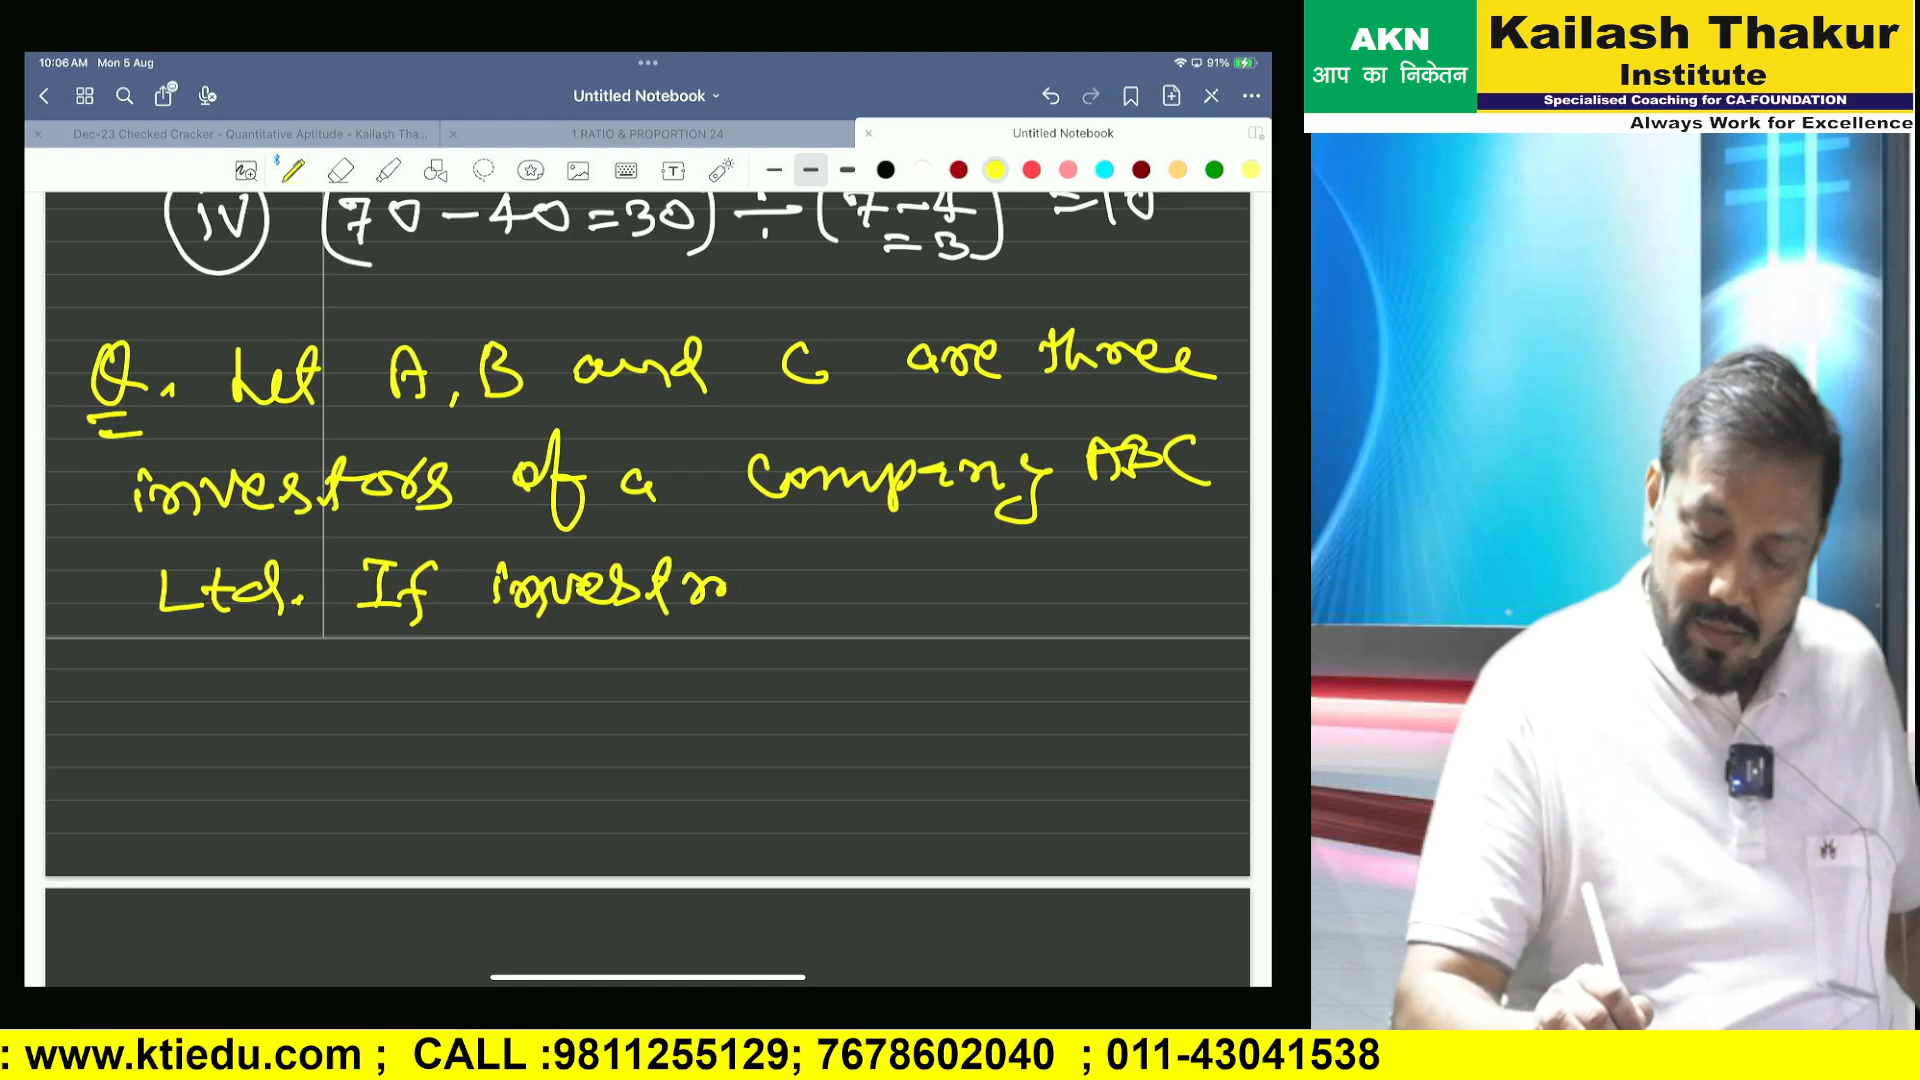 10:06 AM Mon 5 Aug
91%
Untitled Notebook
Dec-23 Checked Cracker - Quantitative Aptitude - Kailash Tha...
1 RATIO & PROPORTION 24
Untitled Notebook
iv) (70 - 40 = 30) ÷ (7 - 4 = 3) = 10
Q. Let A, B and C are three
investors of a company ABC
Ltd. If investm
AKN
आप का निकेतन
Kailash Thakur
Institute
Specialised Coaching for CA-FOUNDATION
Always Work for Excellence
: www.ktiedu.com ; CALL :9811255129; 7678602040 ; 011-43041538